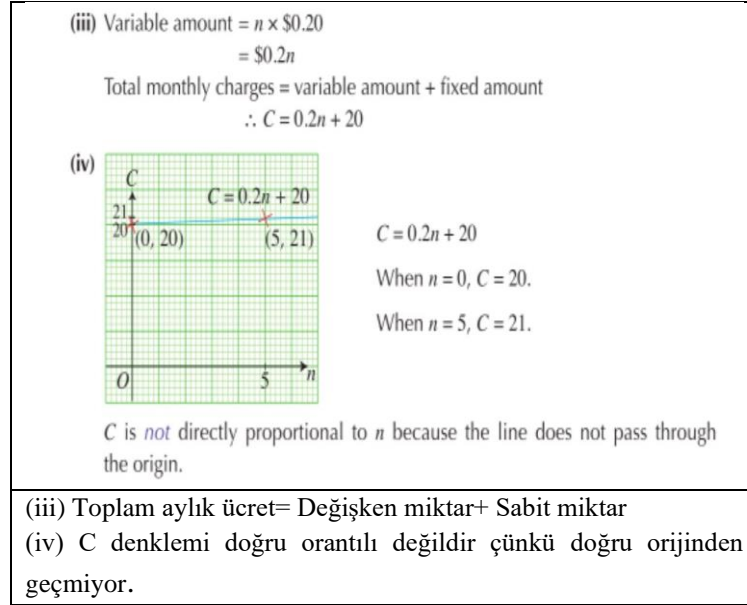 (iii) Variable amount = n × $0.20
= $0.2n
Total monthly charges = variable amount + fixed amount
∴ C = 0.2n + 20
(iv)
C
C = 0.2n + 20
21
20
(0, 20)
(5, 21)
O
5
n
C = 0.2n + 20
When n = 0, C = 20.
When n = 5, C = 21.
C is not directly proportional to n because the line does not pass through
the origin.
(iii) Toplam aylık ücret= Değişken miktar+ Sabit miktar
(iv) C denklemi doğru orantılı değildir çünkü doğru orijinden
geçmiyor.